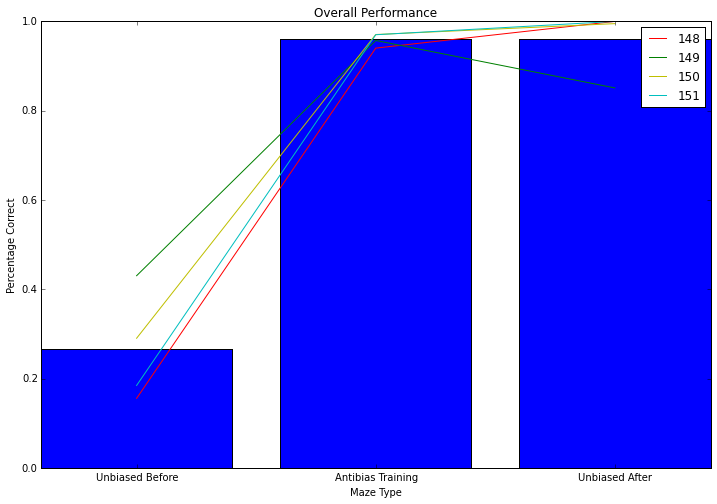 Overall Performance
1.0
0.8
0.6
0.4
0.2
0.0
Percentage Correct
148
149
150
151
Unbiased Before
Antibias Training
Unbiased After
Maze Type